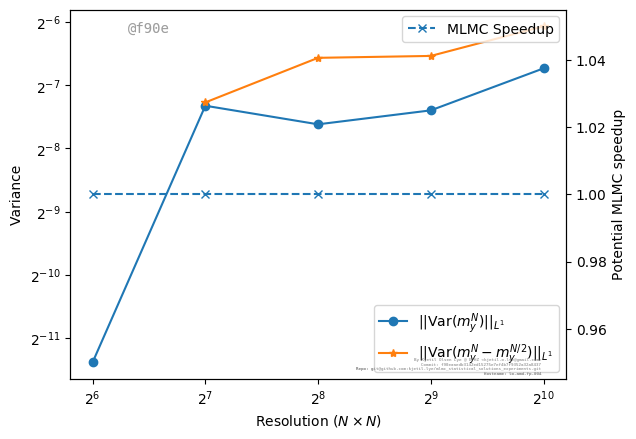 @f90e
MLMC Speedup
2^-6
2^-7
2^-8
2^-9
2^-10
2^-11
Variance
1.04
1.02
1.00
0.98
0.96
Potential MLMC speedup
||Var(m_y^N)||_{L^1}
||Var(m_y^N − m_y^{N/2})||_{L^1}
2^6
2^7
2^8
2^9
2^10
Resolution (N × N)